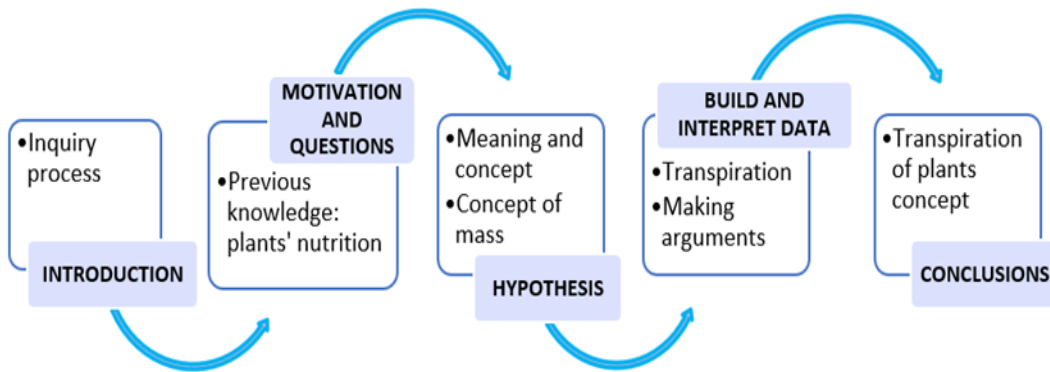 •Inquiry
process
INTRODUCTION
MOTIVATION
AND
QUESTIONS
•Previous
knowledge:
plants' nutrition
•Meaning and
concept
•Concept of
mass
HYPOTHESIS
BUILD AND
INTERPRET DATA
•Transpiration
•Making
arguments
•Transpiration
of plants
concept
CONCLUSIONS